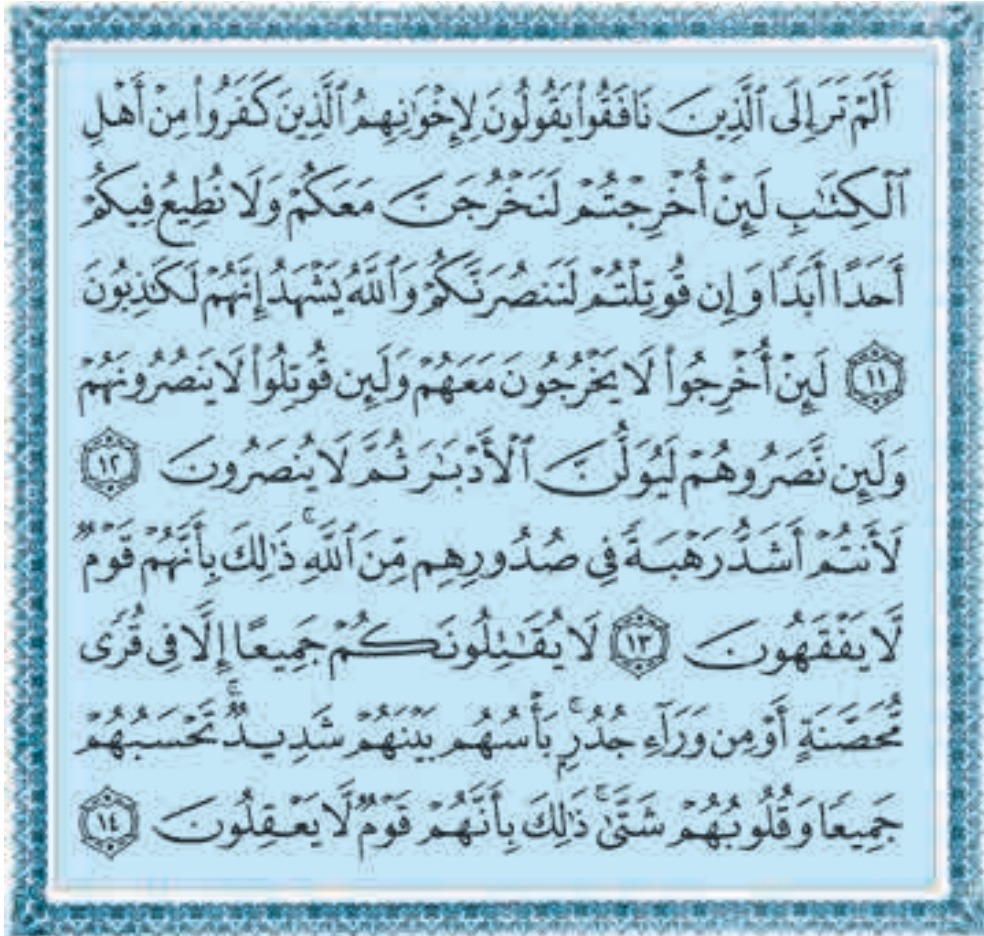 أَلَمۡ تَرَ إِلَى ٱلَّذِينَ نَافَقُواْ يَقُولُونَ لِإِخۡوَٰنِهِمُ ٱلَّذِينَ كَفَرُواْ مِنۡ أَهۡلِ
ٱلۡكِتَٰبِ لَئِنۡ أُخۡرِجۡتُمۡ لَنَخۡرُجَنَّ مَعَكُمۡ وَلَا نُطِيعُ فِيكُمۡ
أَحَدًا أَبَدًا وَإِن قُوتِلۡتُمۡ لَنَنصُرَنَّكُمۡ وَٱللَّهُ يَشۡهَدُ إِنَّهُمۡ لَكَٰذِبُونَ
١١ لَئِنۡ أُخۡرِجُواْ لَا يَخۡرُجُونَ مَعَهُمۡ وَلَئِن قُوتِلُواْ لَا يَنصُرُونَهُمۡ
وَلَئِن نَّصَرُوهُمۡ لَيُوَلُّنَّ ٱلۡأَدۡبَٰرَ ثُمَّ لَا يُنصَرُونَ ١٢
لَأَنتُمۡ أَشَدُّ رَهۡبَةٗ فِي صُدُورِهِم مِّنَ ٱللَّهِۚ ذَٰلِكَ بِأَنَّهُمۡ قَوۡمٞ
لَّا يَفۡقَهُونَ ١٣ لَا يُقَٰتِلُونَكُمۡ جَمِيعًا إِلَّا فِي قُرٗى
مُّحَصَّنَةٍ أَوۡ مِن وَرَآءِ جُدُرِۭۚ بَأۡسُهُم بَيۡنَهُمۡ شَدِيدٞۚ تَحۡسَبُهُمۡ
جَمِيعٗا وَقُلُوبُهُمۡ شَتَّىٰۚ ذَٰلِكَ بِأَنَّهُمۡ قَوۡمٞ لَّا يَعۡقِلُونَ ١٤